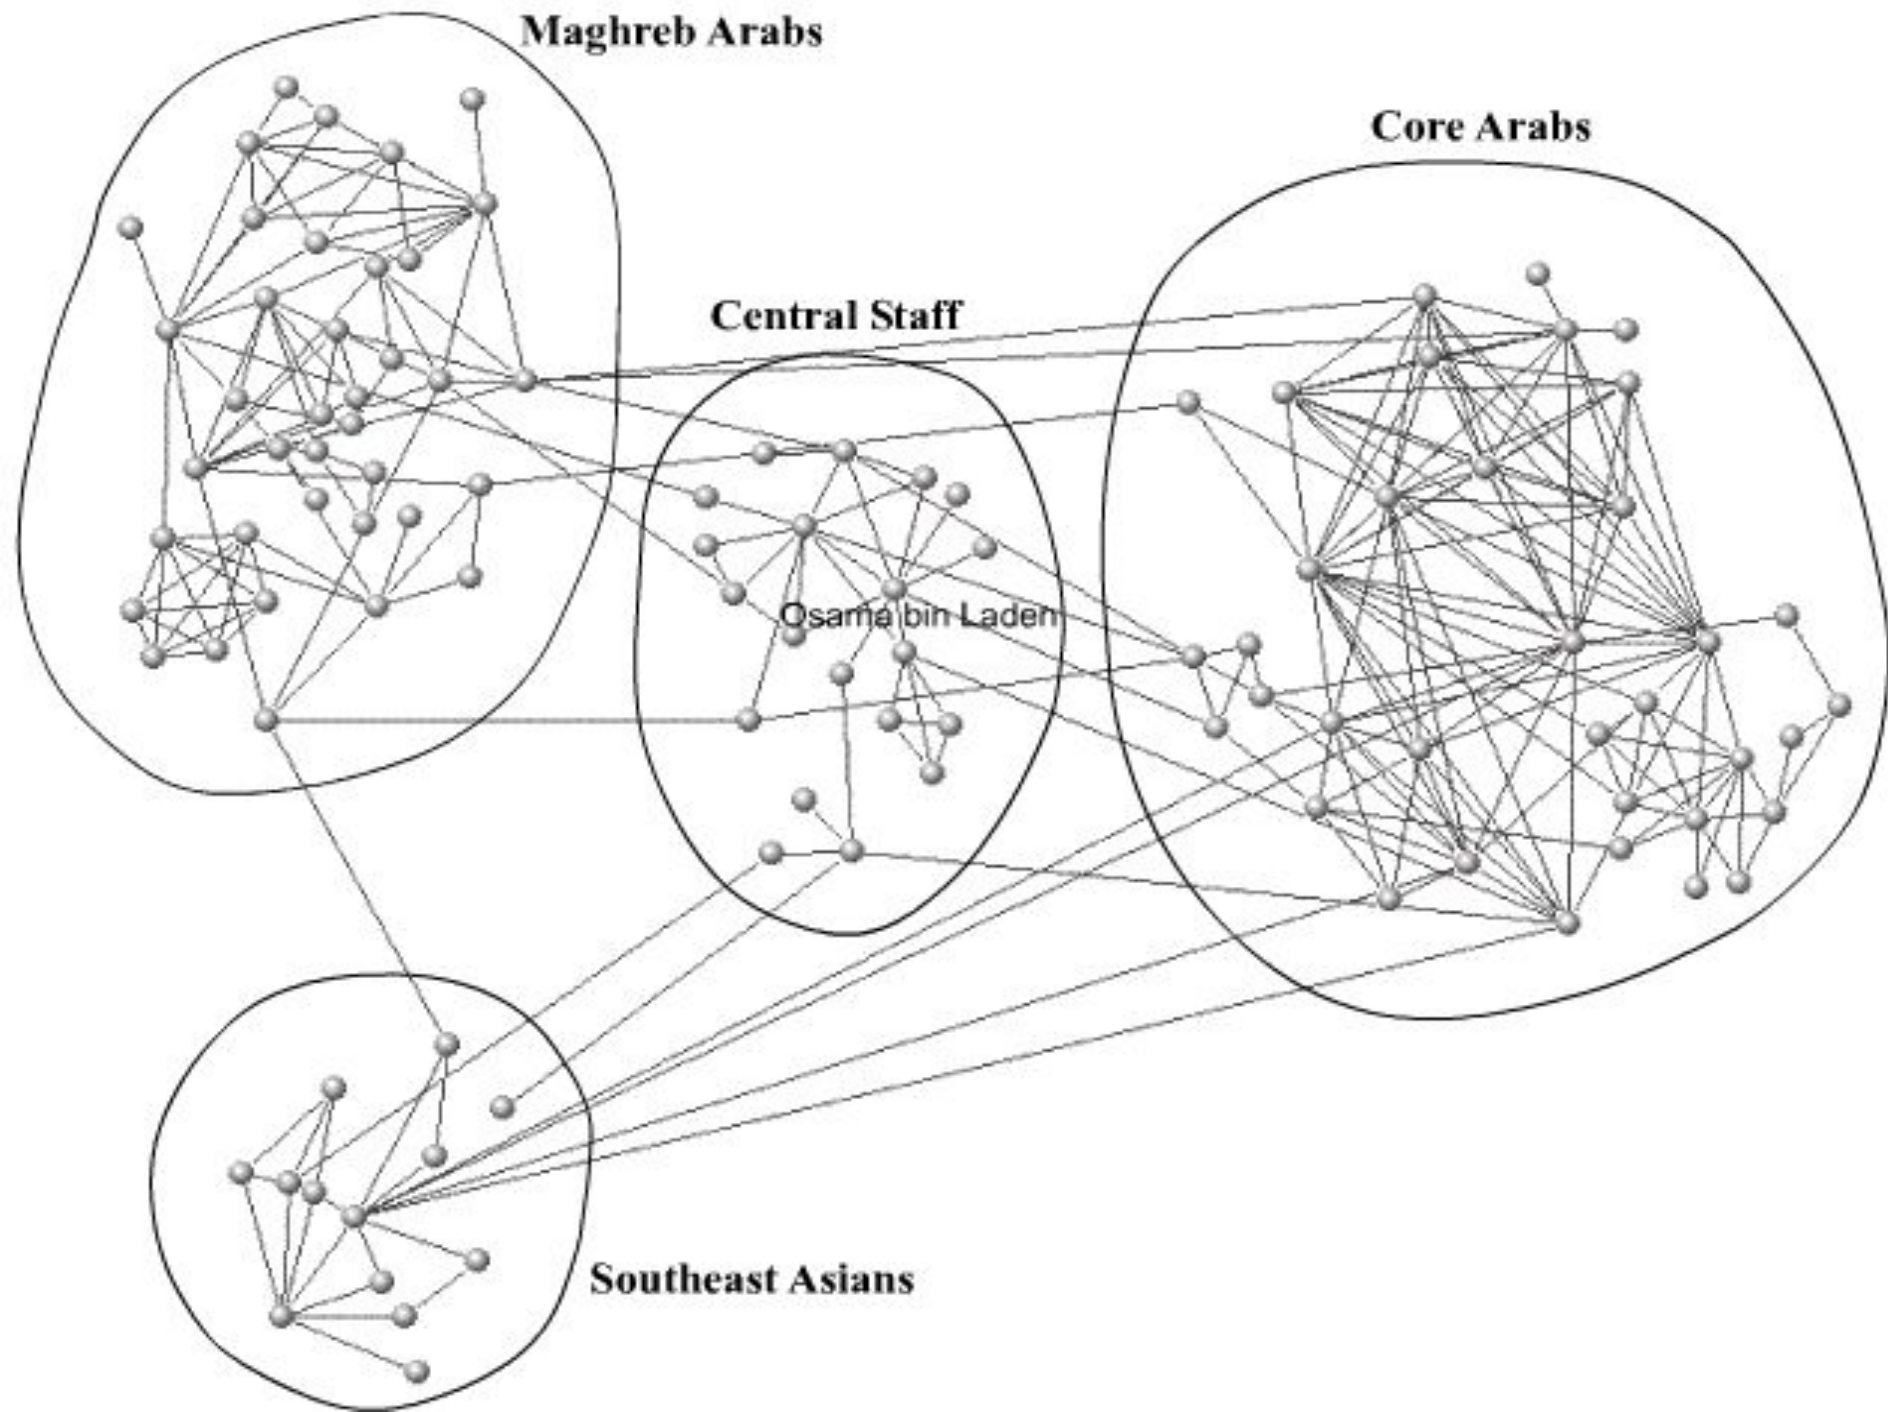 Maghreb Arabs
Core Arabs
Central Staff
Osama bin Laden
Southeast Asians